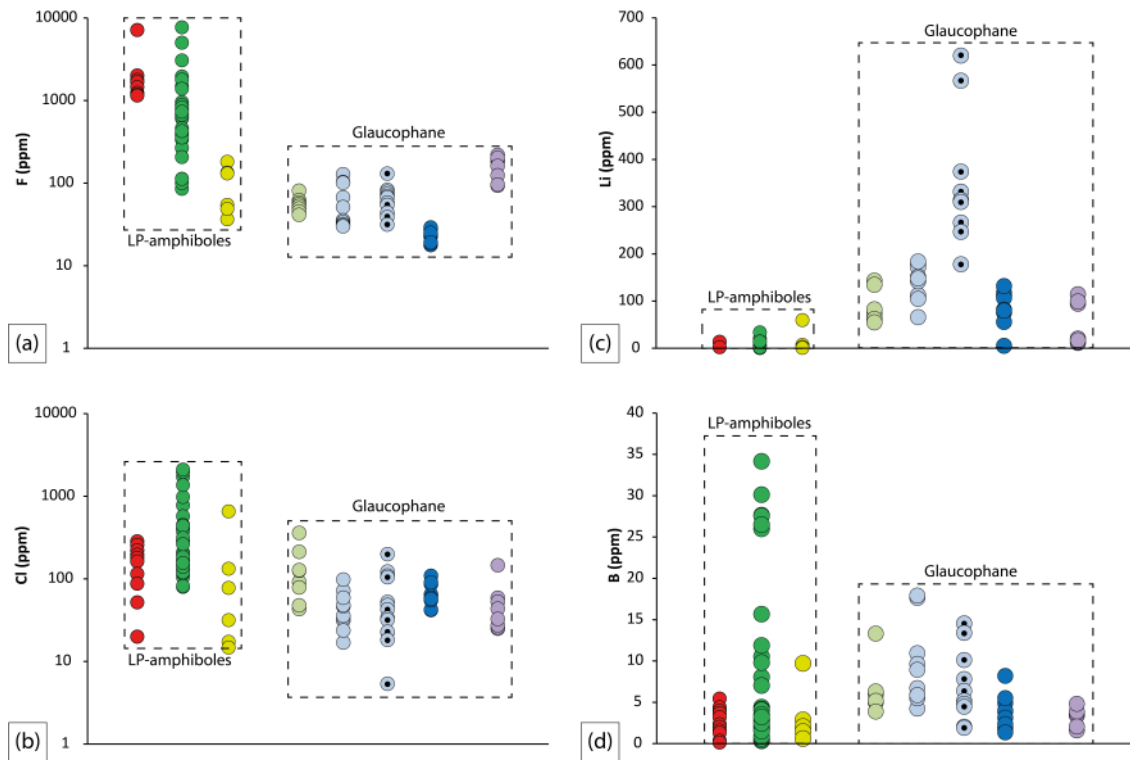 10000
1000
100
10
1
F (ppm)
LP-amphiboles
Glaucophane
(a)
700
600
500
400
300
200
100
0
Li (ppm)
LP-amphiboles
Glaucophane
(c)
10000
1000
100
10
1
Cl (ppm)
LP-amphiboles
Glaucophane
(b)
40
35
30
25
20
15
10
5
0
B (ppm)
LP-amphiboles
Glaucophane
(d)